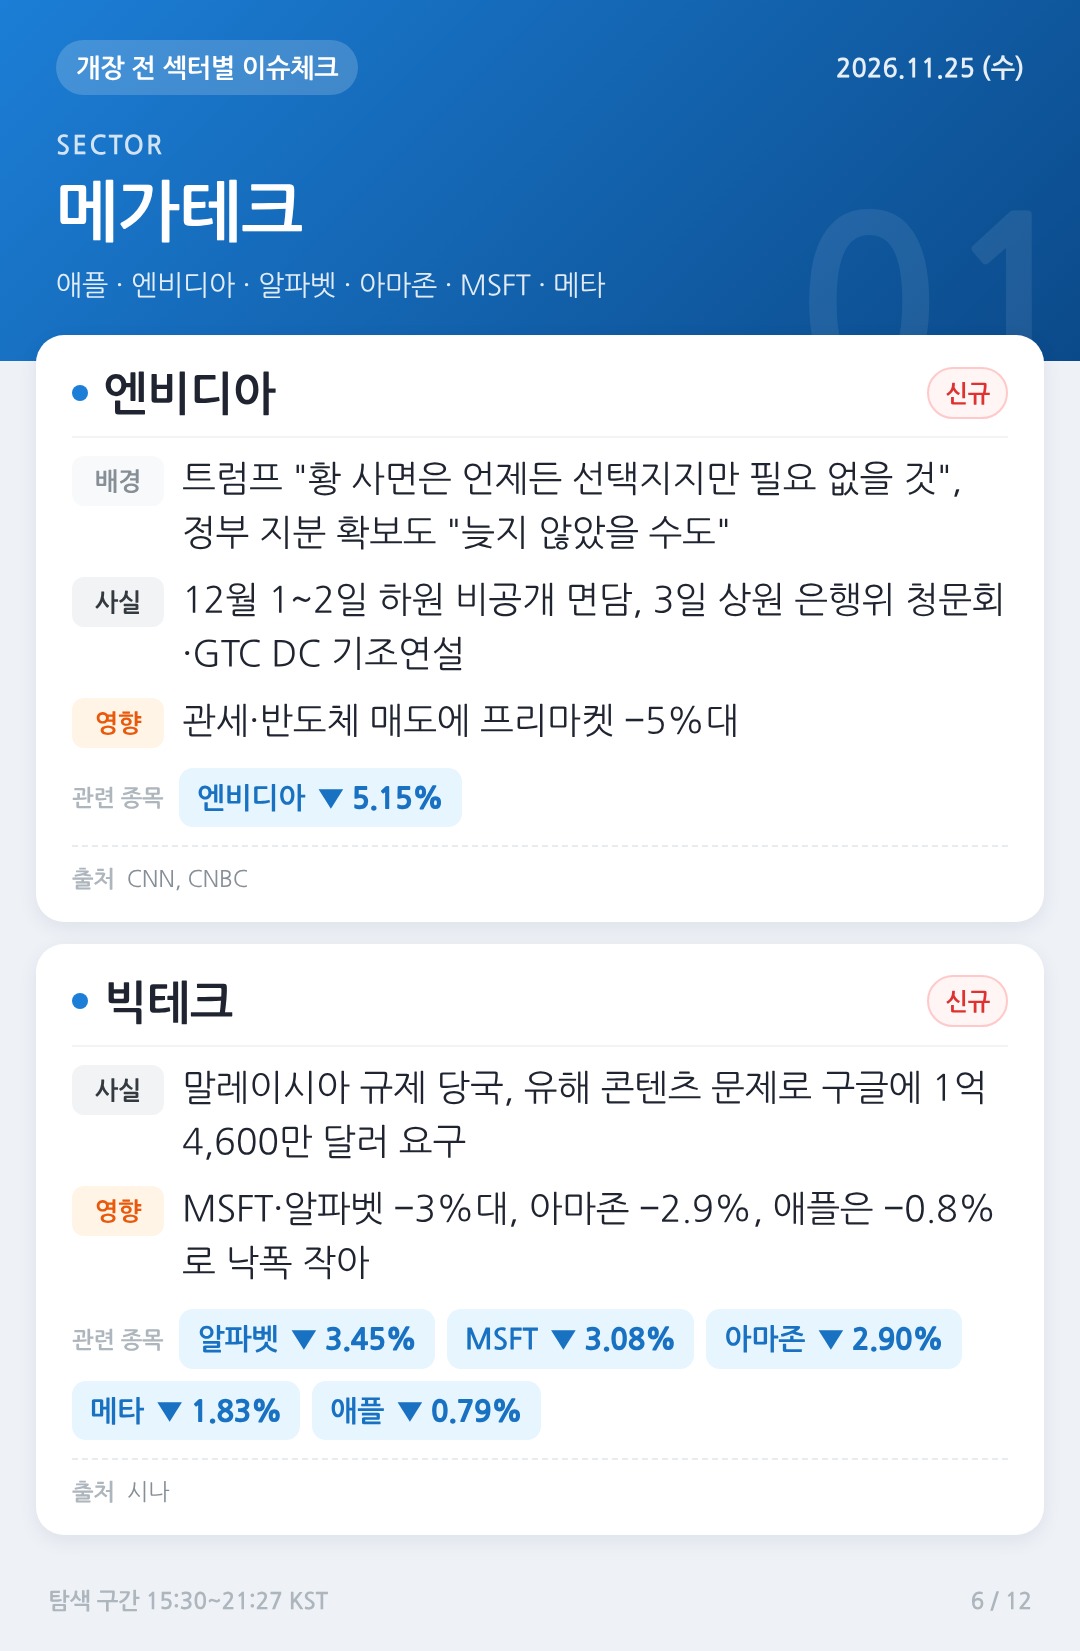 개장 전 섹터별 이슈체크
2026.11.25 (수)
SECTOR
메가테크
애플 · 엔비디아 · 알파벳 · 아마존 · MSFT · 메타
01
엔비디아
신규
배경 트럼프 "황 사면은 언제든 선택지지만 필요 없을 것",
정부 지분 확보도 "늦지 않았을 수도"
사실 12월 1~2일 하원 비공개 면담, 3일 상원 은행위 청문회
·GTC DC 기조연설
영향 관세·반도체 매도에 프리마켓 −5%대
관련 종목 엔비디아 ▼ 5.15%
출처 CNN, CNBC
빅테크
신규
사실 말레이시아 규제 당국, 유해 콘텐츠 문제로 구글에 1억
4,600만 달러 요구
영향 MSFT·알파벳 −3%대, 아마존 −2.9%, 애플은 −0.8%
로 낙폭 작아
관련 종목 알파벳 ▼ 3.45% MSFT ▼ 3.08% 아마존 ▼ 2.90%
메타 ▼ 1.83% 애플 ▼ 0.79%
출처 시나
탐색 구간 15:30~21:27 KST
6 / 12